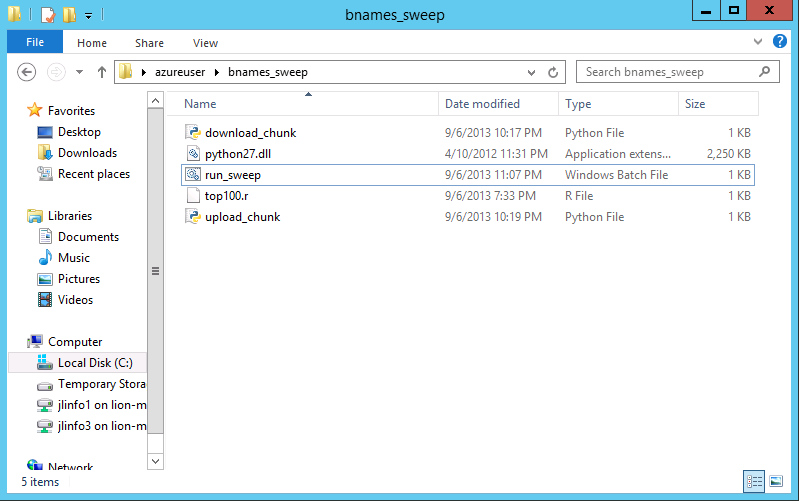 bnames_sweep
File Home Share View
azureuser bnames_sweep Search bnames_sweep
Favorites
Desktop
Downloads
Recent places
Libraries
Documents
Music
Pictures
Videos
Computer
Local Disk (C:)
Temporary Stora
jlinfo1 on lion-m
jlinfo3 on lion-m
Network
Name Date modified Type Size
download_chunk 9/6/2013 10:17 PM Python File 1 KB
python27.dll 4/10/2012 11:31 PM Application extens... 2,250 KB
run_sweep 9/6/2013 11:07 PM Windows Batch File 1 KB
top100.r 9/6/2013 7:33 PM R File 1 KB
upload_chunk 9/6/2013 10:19 PM Python File 1 KB
5 items